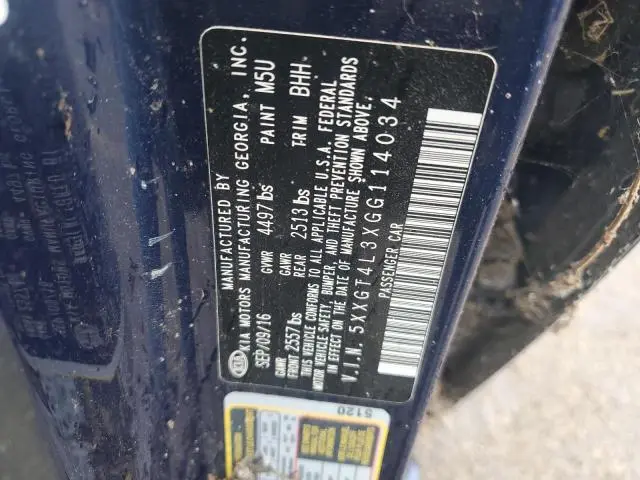 MANUFACTURED BY
KIA KIA MOTORS MANUFACTURING GEORGIA, INC.
SEP/09/16 GVWR 4497lbs PAINT M5U
GAWR FRONT 2557lbs GAWR REAR 2513lbs TRIM BHH
THIS VEHICLE CONFORMS TO ALL APPLICABLE U.S.A. FEDERAL
MOTOR VEHICLE SAFETY, BUMPER, AND THEFT PREVENTION STANDARDS
IN EFFECT ON THE DATE OF MANUFACTURE SHOWN ABOVE.
V.I.N. 5XXGT4L3XGG114034
PASSENGER CAR
5120